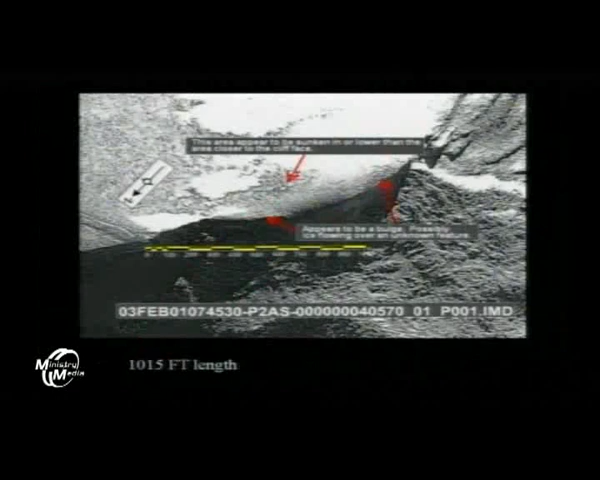 This area appear to be sunken in or lower than the
area closer to the cliff face.
Appears to be a bulge. Possibly
ice flowing over an unknown feature
03FEB01074530-P2AS-000000040570_01_P001.IMD
Ministry
Media
1015 FT length